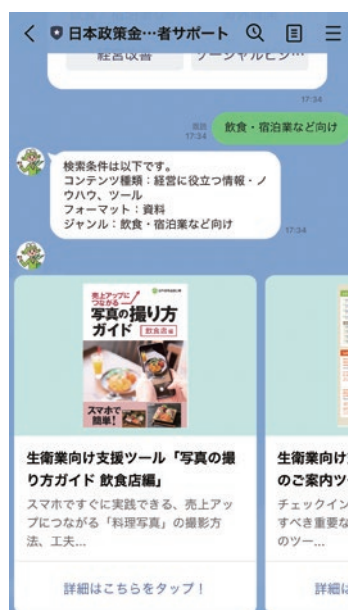 日本政策金…者サポート
経営改善
ソーシャルビジ…
17:34
既読
17:34
飲食・宿泊業など向け
検索条件は以下です。
コンテンツ種類:経営に役立つ情報・ノ
ウハウ、ツール
フォーマット:資料
ジャンル:飲食・宿泊業など向け
17:34
売上アップに
つながる
写真の撮り方
ガイド 飲食店編
スマホで
簡単!
生衛業向け支援ツール「写真の撮
り方ガイド 飲食店編」
スマホですぐに実践できる、売上アッ
プにつながる「料理写真」の撮影方
法、工夫...
詳細はこちらをタップ!
生衛業向け
のご案内ツ
チェックイン
すべき重要な
のツー...
詳細は